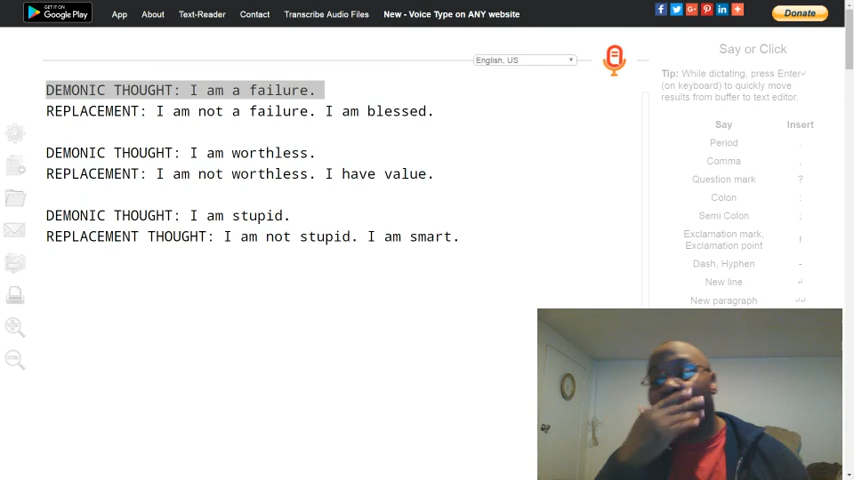 GET IT ON
Google Play
App
About
Text-Reader
Contact
Transcribe Audio Files
New - Voice Type on ANY website
Donate
English, US
DEMONIC THOUGHT: I am a failure.
REPLACEMENT: I am not a failure. I am blessed.
DEMONIC THOUGHT: I am worthless.
REPLACEMENT: I am not worthless. I have value.
DEMONIC THOUGHT: I am stupid.
REPLACEMENT THOUGHT: I am not stupid. I am smart.
Say or Click
Tip: While dictating, press Enter↵
(on keyboard) to quickly move
results from buffer to text editor.
Say Insert
Period .
Comma ,
Question mark ?
Colon :
Semi Colon ;
Exclamation mark,
Exclamation point !
Dash, Hyphen -
New line ↵
New paragraph ↵↵